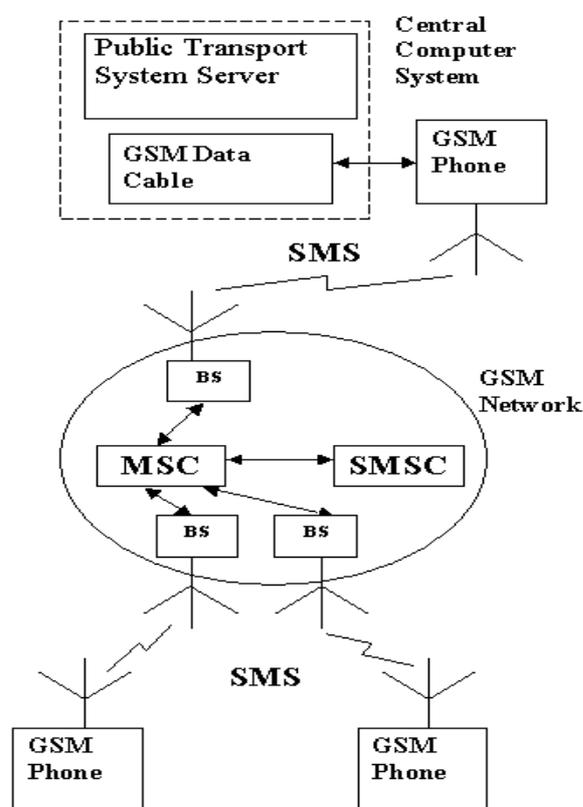 Public Transport
System Server
Central
Computer
System
GSM Data
Cable
GSM
Phone
SMS
BS
GSM
Network
MSC
SMSC
BS
BS
SMS
GSM
Phone
GSM
Phone